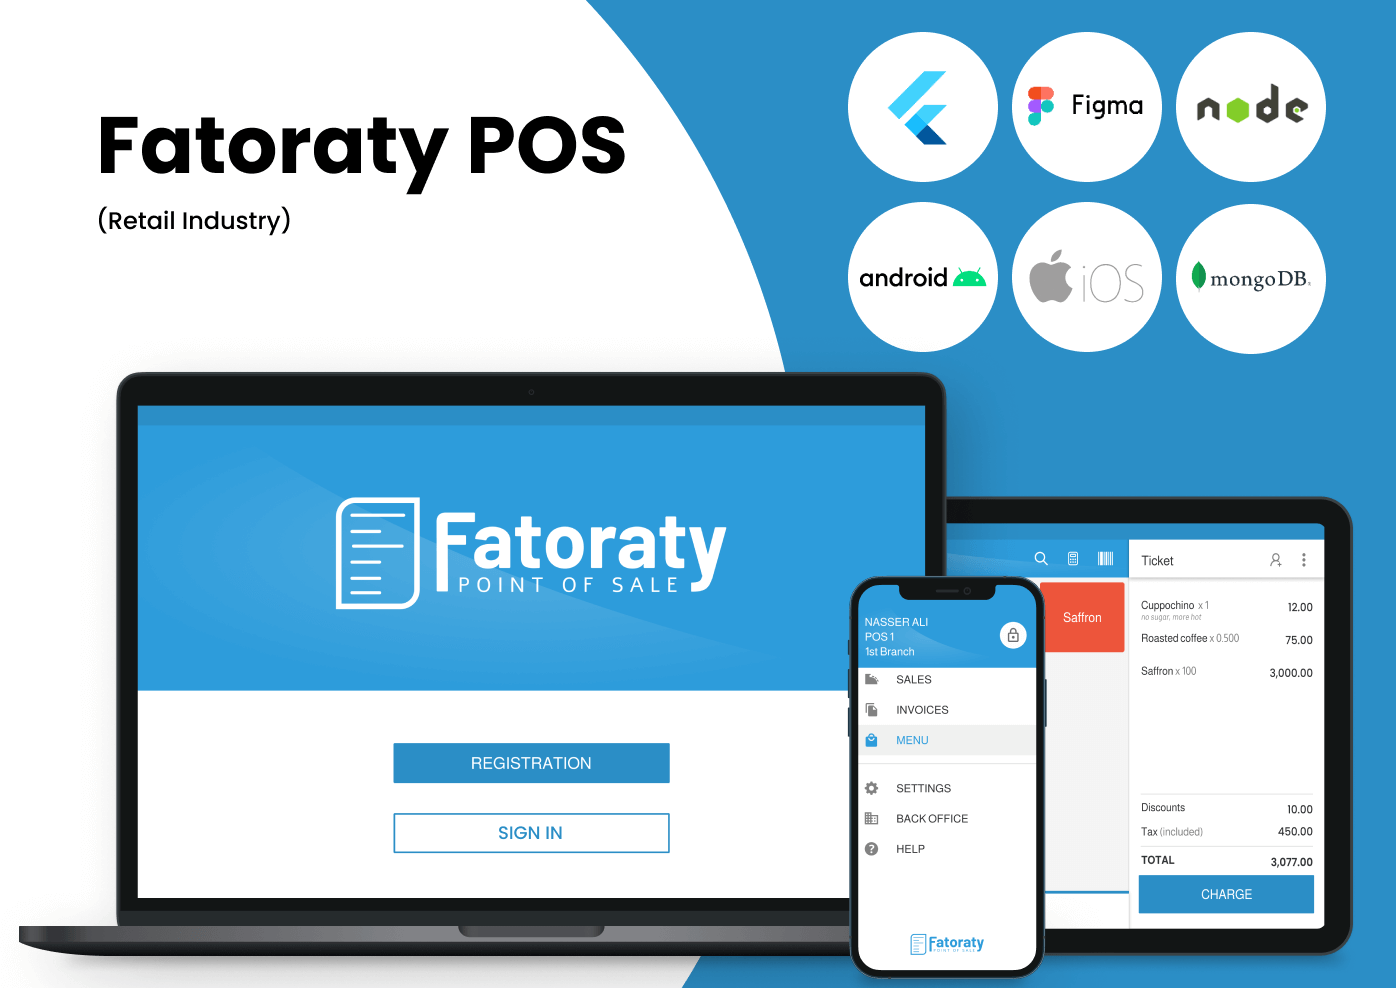 Fatoraty POS
(Retail Industry)
Figma
node
android
iOS
mongoDB
Fatoraty
POINT OF SALE
REGISTRATION
SIGN IN
NASSER ALI
POS 1
1st Branch
SALES
INVOICES
MENU
SETTINGS
BACK OFFICE
HELP
Fatoraty
POINT OF SALE
Saffron
Ticket
Cuppochino x 1 12.00
no sugar, more hot
Roasted coffee x 0.500 75.00
Saffron x 100 3,000.00
Discounts 10.00
Tax (included) 450.00
TOTAL 3,077.00
CHARGE